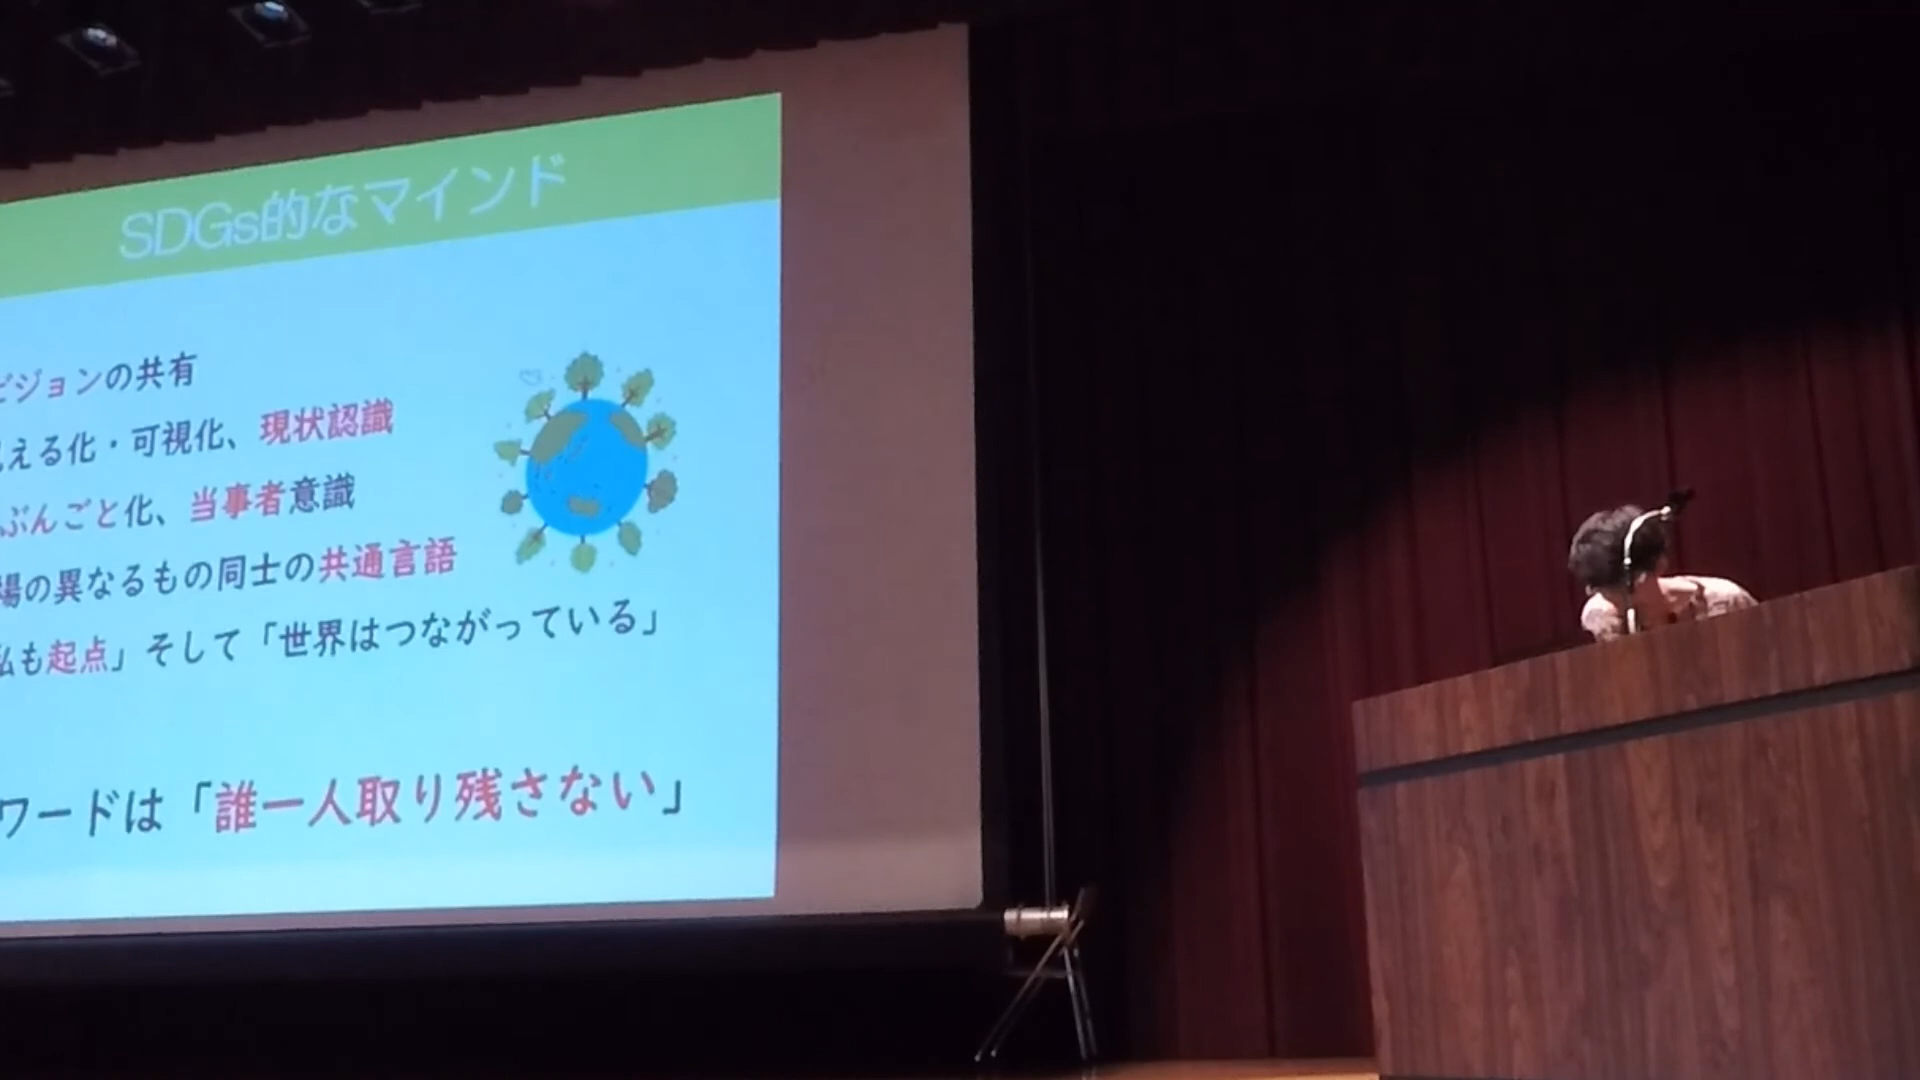 SDGs的なマインド
ビジョンの共有
える化・可視化、現状認識
ぶんごと化、当事者意識
場の異なるもの同士の共通言語
私も起点」そして「世界はつながっている」
ワードは「誰一人取り残さない」